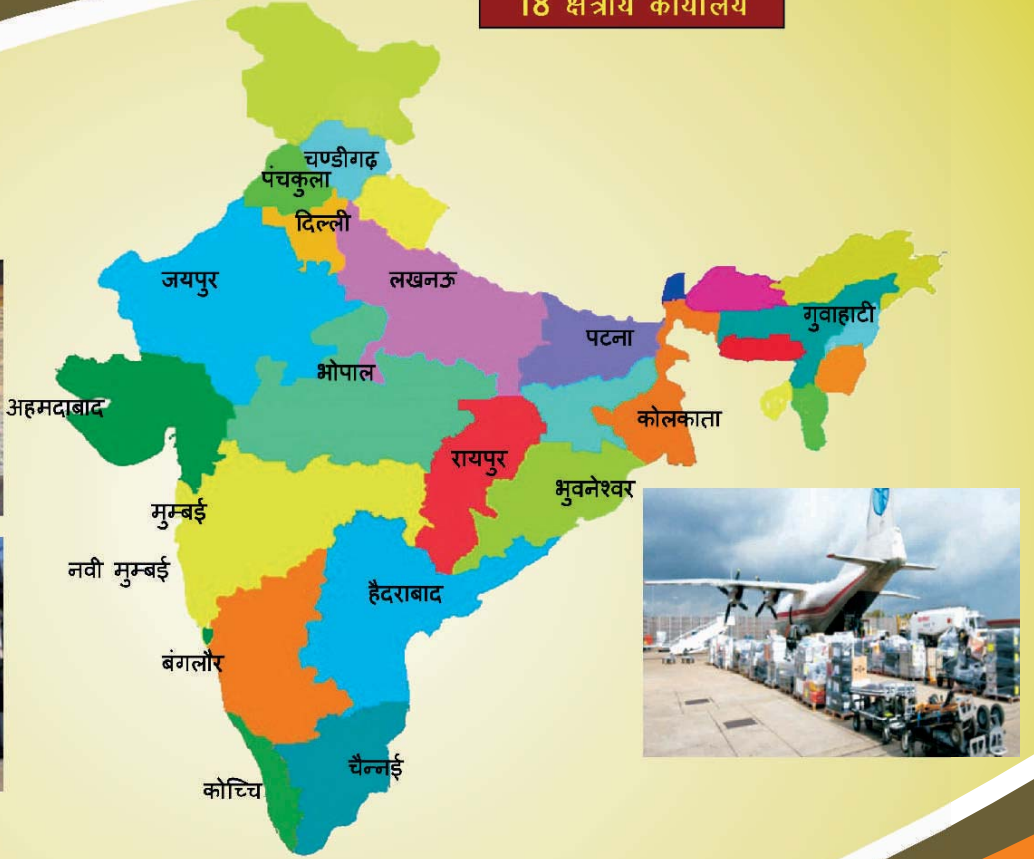 18 क्षेत्रीय कार्यालय
चण्डीगढ़
पंचकुला
दिल्ली
जयपुर
लखनऊ
गुवाहाटी
पटना
भोपाल
अहमदाबाद
कोलकाता
रायपुर
भुवनेश्वर
मुम्बई
नवी मुम्बई
हैदराबाद
बंगलौर
चैन्नई
कोच्चि